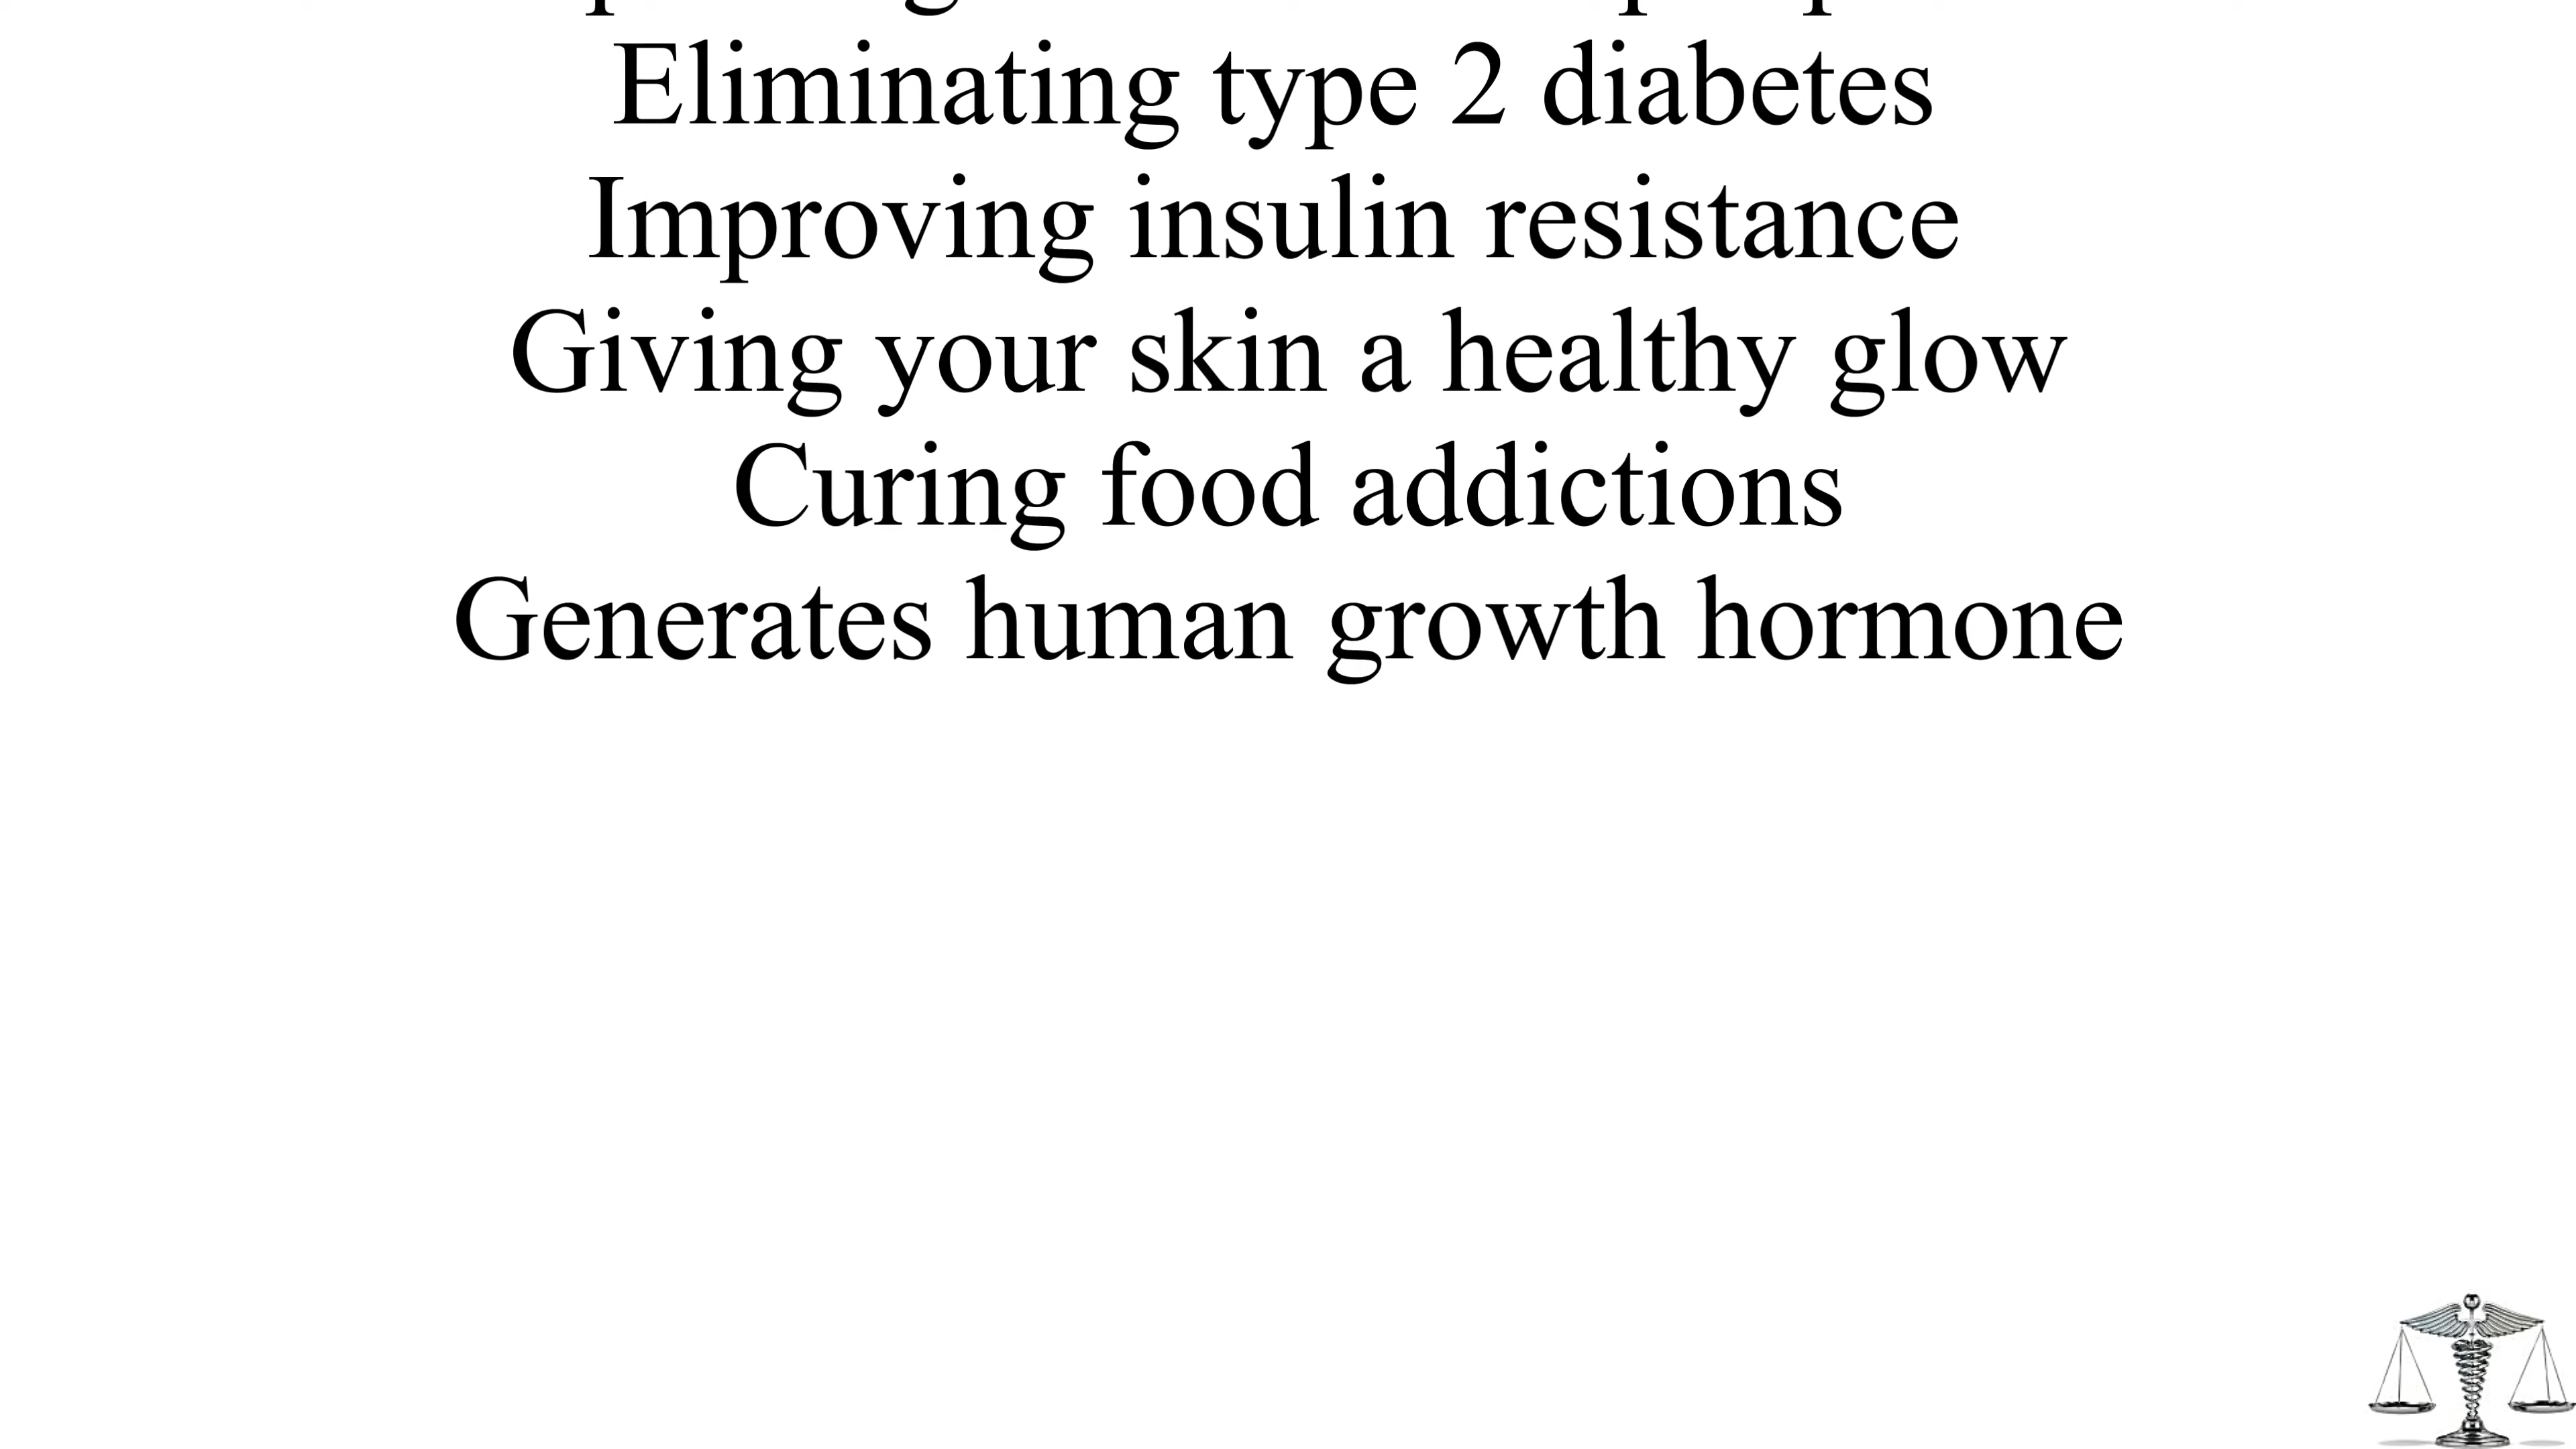 Eliminating type 2 diabetes
Improving insulin resistance
Giving your skin a healthy glow
Curing food addictions
Generates human growth hormone